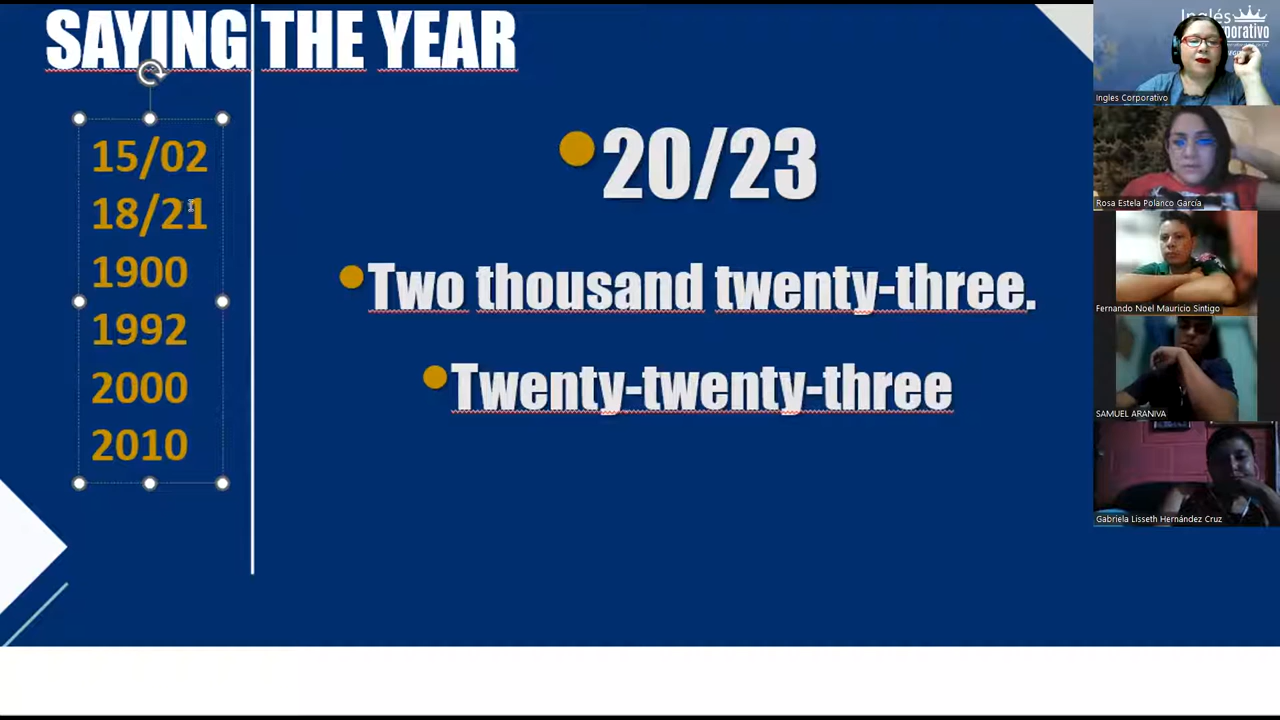 SAYING THE YEAR
15/02
18/21
1900
1992
2000
2010
20/23
Two thousand twenty-three.
Twenty-twenty-three
Inglés
Ingles Corporativo
Rosa Estela Polanco García
Fernando Noel Mauricio Sintigo
SAMUEL ARANIVA
Gabriela Lisseth Hernández Cruz